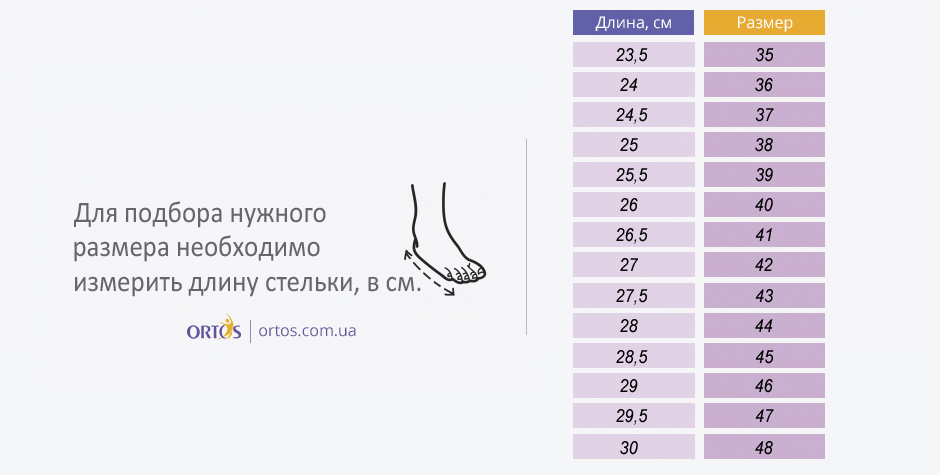 Для подбора нужного
размера необходимо
измерить длину стельки, в см.
ORTOS | ortos.com.ua
Длина, см Размер
23,5 35
24 36
24,5 37
25 38
25,5 39
26 40
26,5 41
27 42
27,5 43
28 44
28,5 45
29 46
29,5 47
30 48